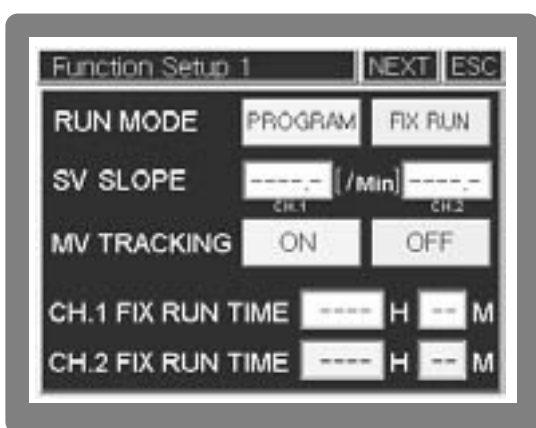 Function Setup 1 NEXT ESC
RUN MODE PROGRAM FIX RUN
SV SLOPE ----.- [ /Min] ----.-
CH.1 CH.2
MV TRACKING ON OFF
CH.1 FIX RUN TIME ---- H -- M
CH.2 FIX RUN TIME ---- H -- M